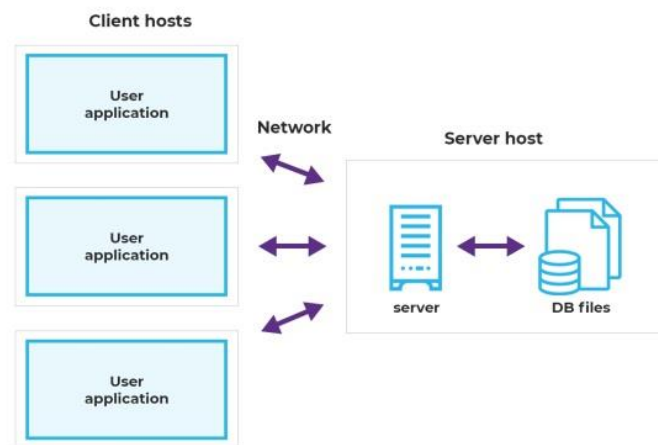 Client hosts
User
application
Network
Server host
User
application
server
DB files
User
application